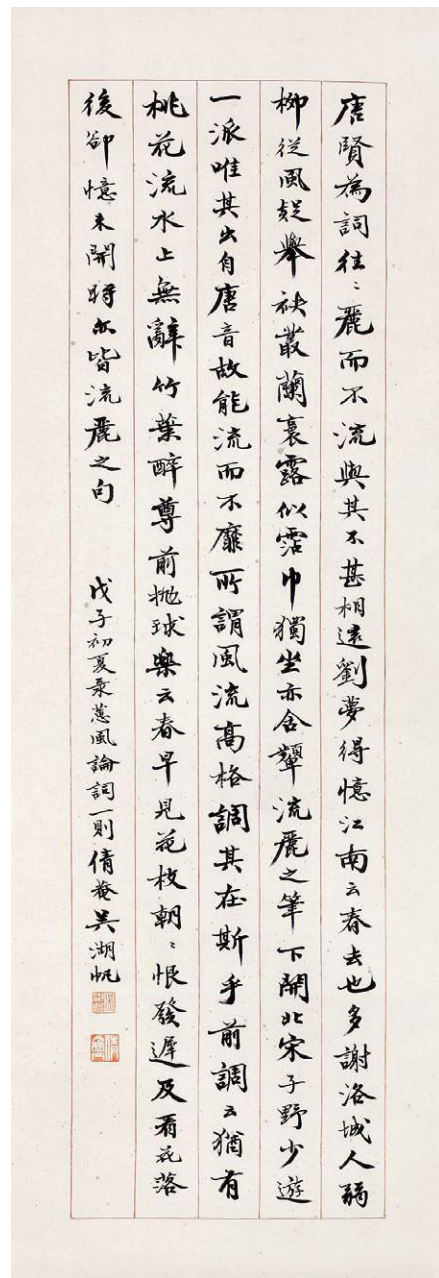 唐賢為詞往〻麗而不流與其不甚相遠劉夢得憶江南云春去也多謝洛城人弱
柳從風疑舉袂叢蘭裛露似霑巾獨坐亦含顰流麗之筆下開北宋子野少遊
一派唯其出自唐音故能流而不靡所謂風流高格調其在斯乎前調云猶有
桃花流水上無辭竹葉醉尊前拋球樂云春早見花枝朝〻恨發遲及看花落
後卻憶未開時亦皆流麗之句
戊子初夏彔蕙風論詞一則倩菴吳湖帆